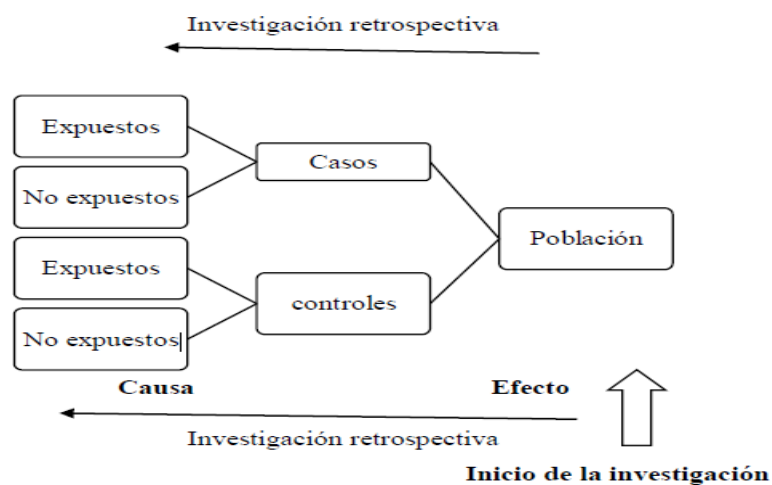 Investigación retrospectiva
Expuestos
Casos
No expuestos
Población
Expuestos
controles
No expuestos
Causa
Efecto
Investigación retrospectiva
Inicio de la investigación